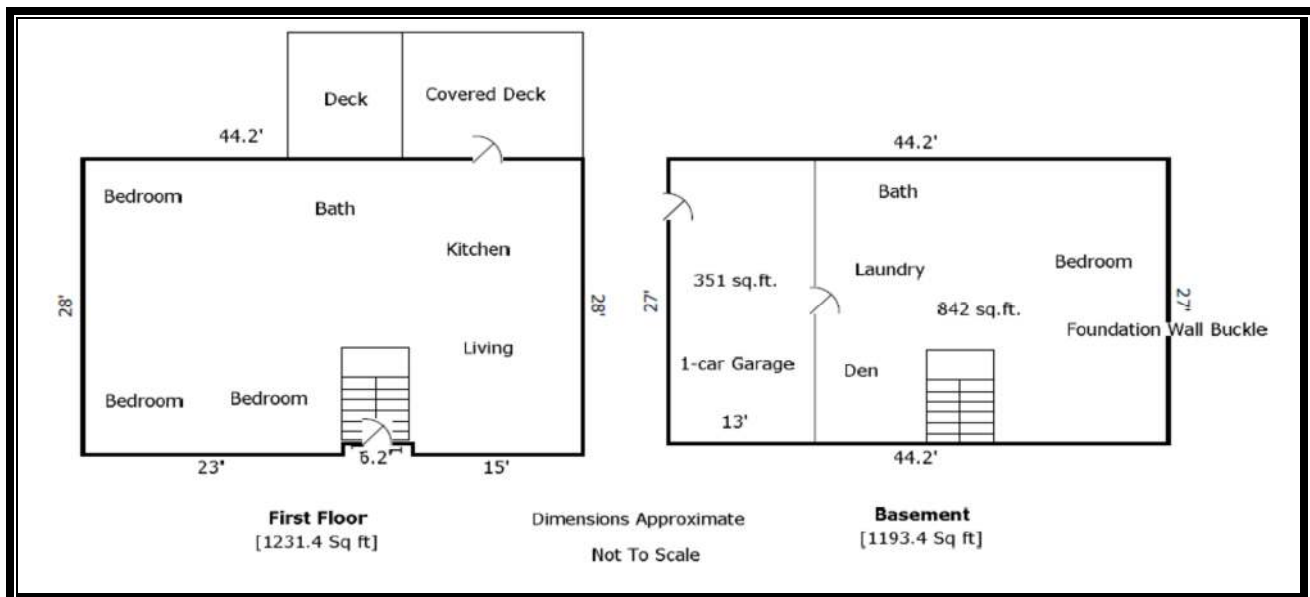 Deck
Covered Deck
44.2'
Bedroom
Bath
Kitchen
28'
28'
Living
Bedroom
Bedroom
23'
6.2'
15'
First Floor
[1231.4 Sq ft]
Dimensions Approximate
Not To Scale
44.2'
Bath
Laundry
Bedroom
351 sq.ft.
27'
842 sq.ft.
27'
Foundation Wall Buckle
1-car Garage
Den
13'
44.2'
Basement
[1193.4 Sq ft]